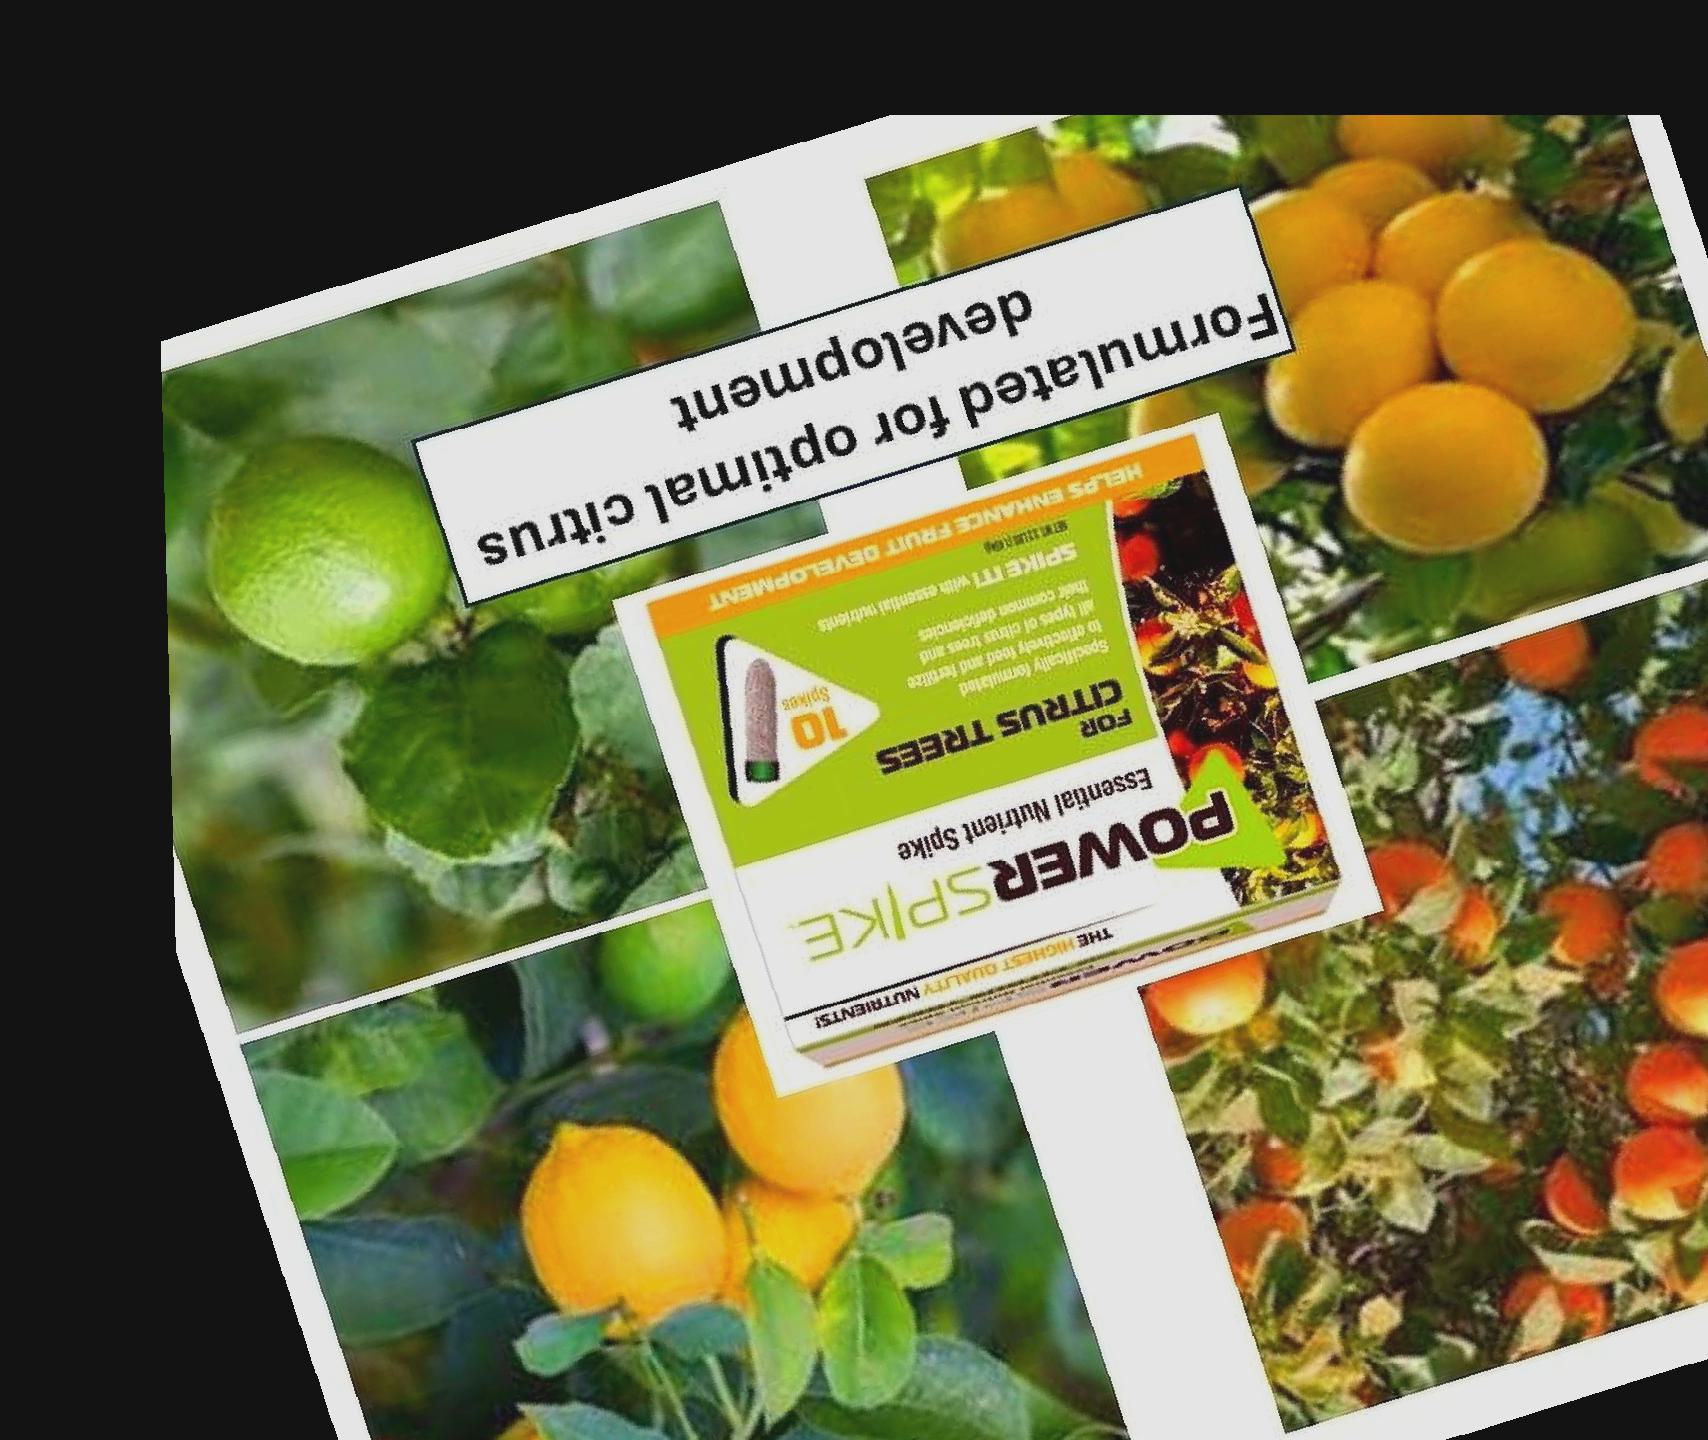 Formulated for optimal citrus
development
THE HIGHEST QUALITY NUTRIENTS!
POWERSPIKE
Essential Nutrient Spike
FOR
CITRUS TREES
Specifically formulated
to effectively feed and fertilize
all types of citrus trees and
their common deficiencies
SPIKE IT! with essential nutrients
10
Spikes
HELPS ENHANCE FRUIT DEVELOPMENT